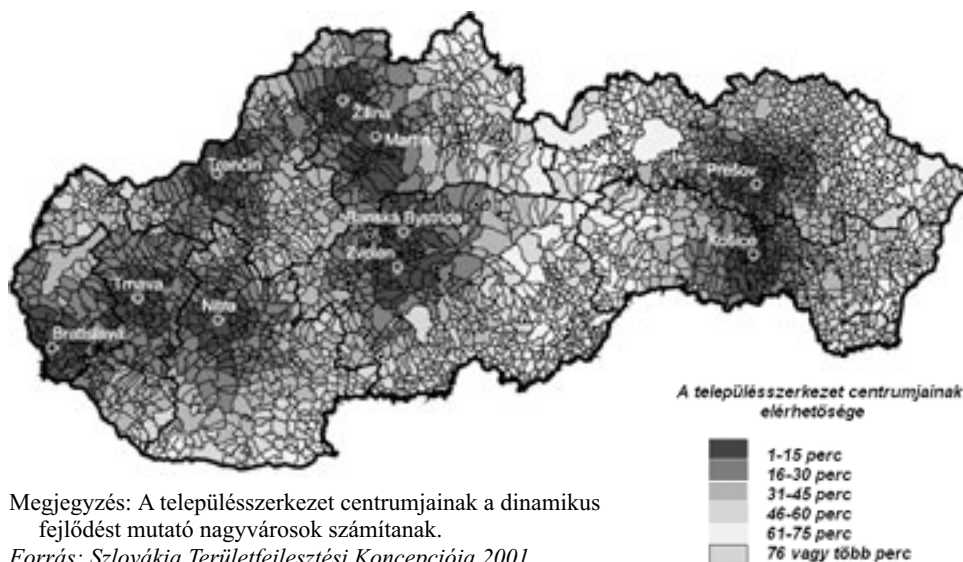 Žilina
Martin
Trenčín
Prešov
Banská Bystrica
Zvolen
Košice
Trnava
Nitra
Bratislava
A településszerkezet centrumjainak
elérhetősége
1-15 perc
16-30 perc
31-45 perc
46-60 perc
61-75 perc
76 vagy több perc
Megjegyzés: A településszerkezet centrumjainak a dinamikus
fejlődést mutató nagyvárosok számítanak.
Forrás: Szlovákia Területfejlesztési Koncepciója 2001